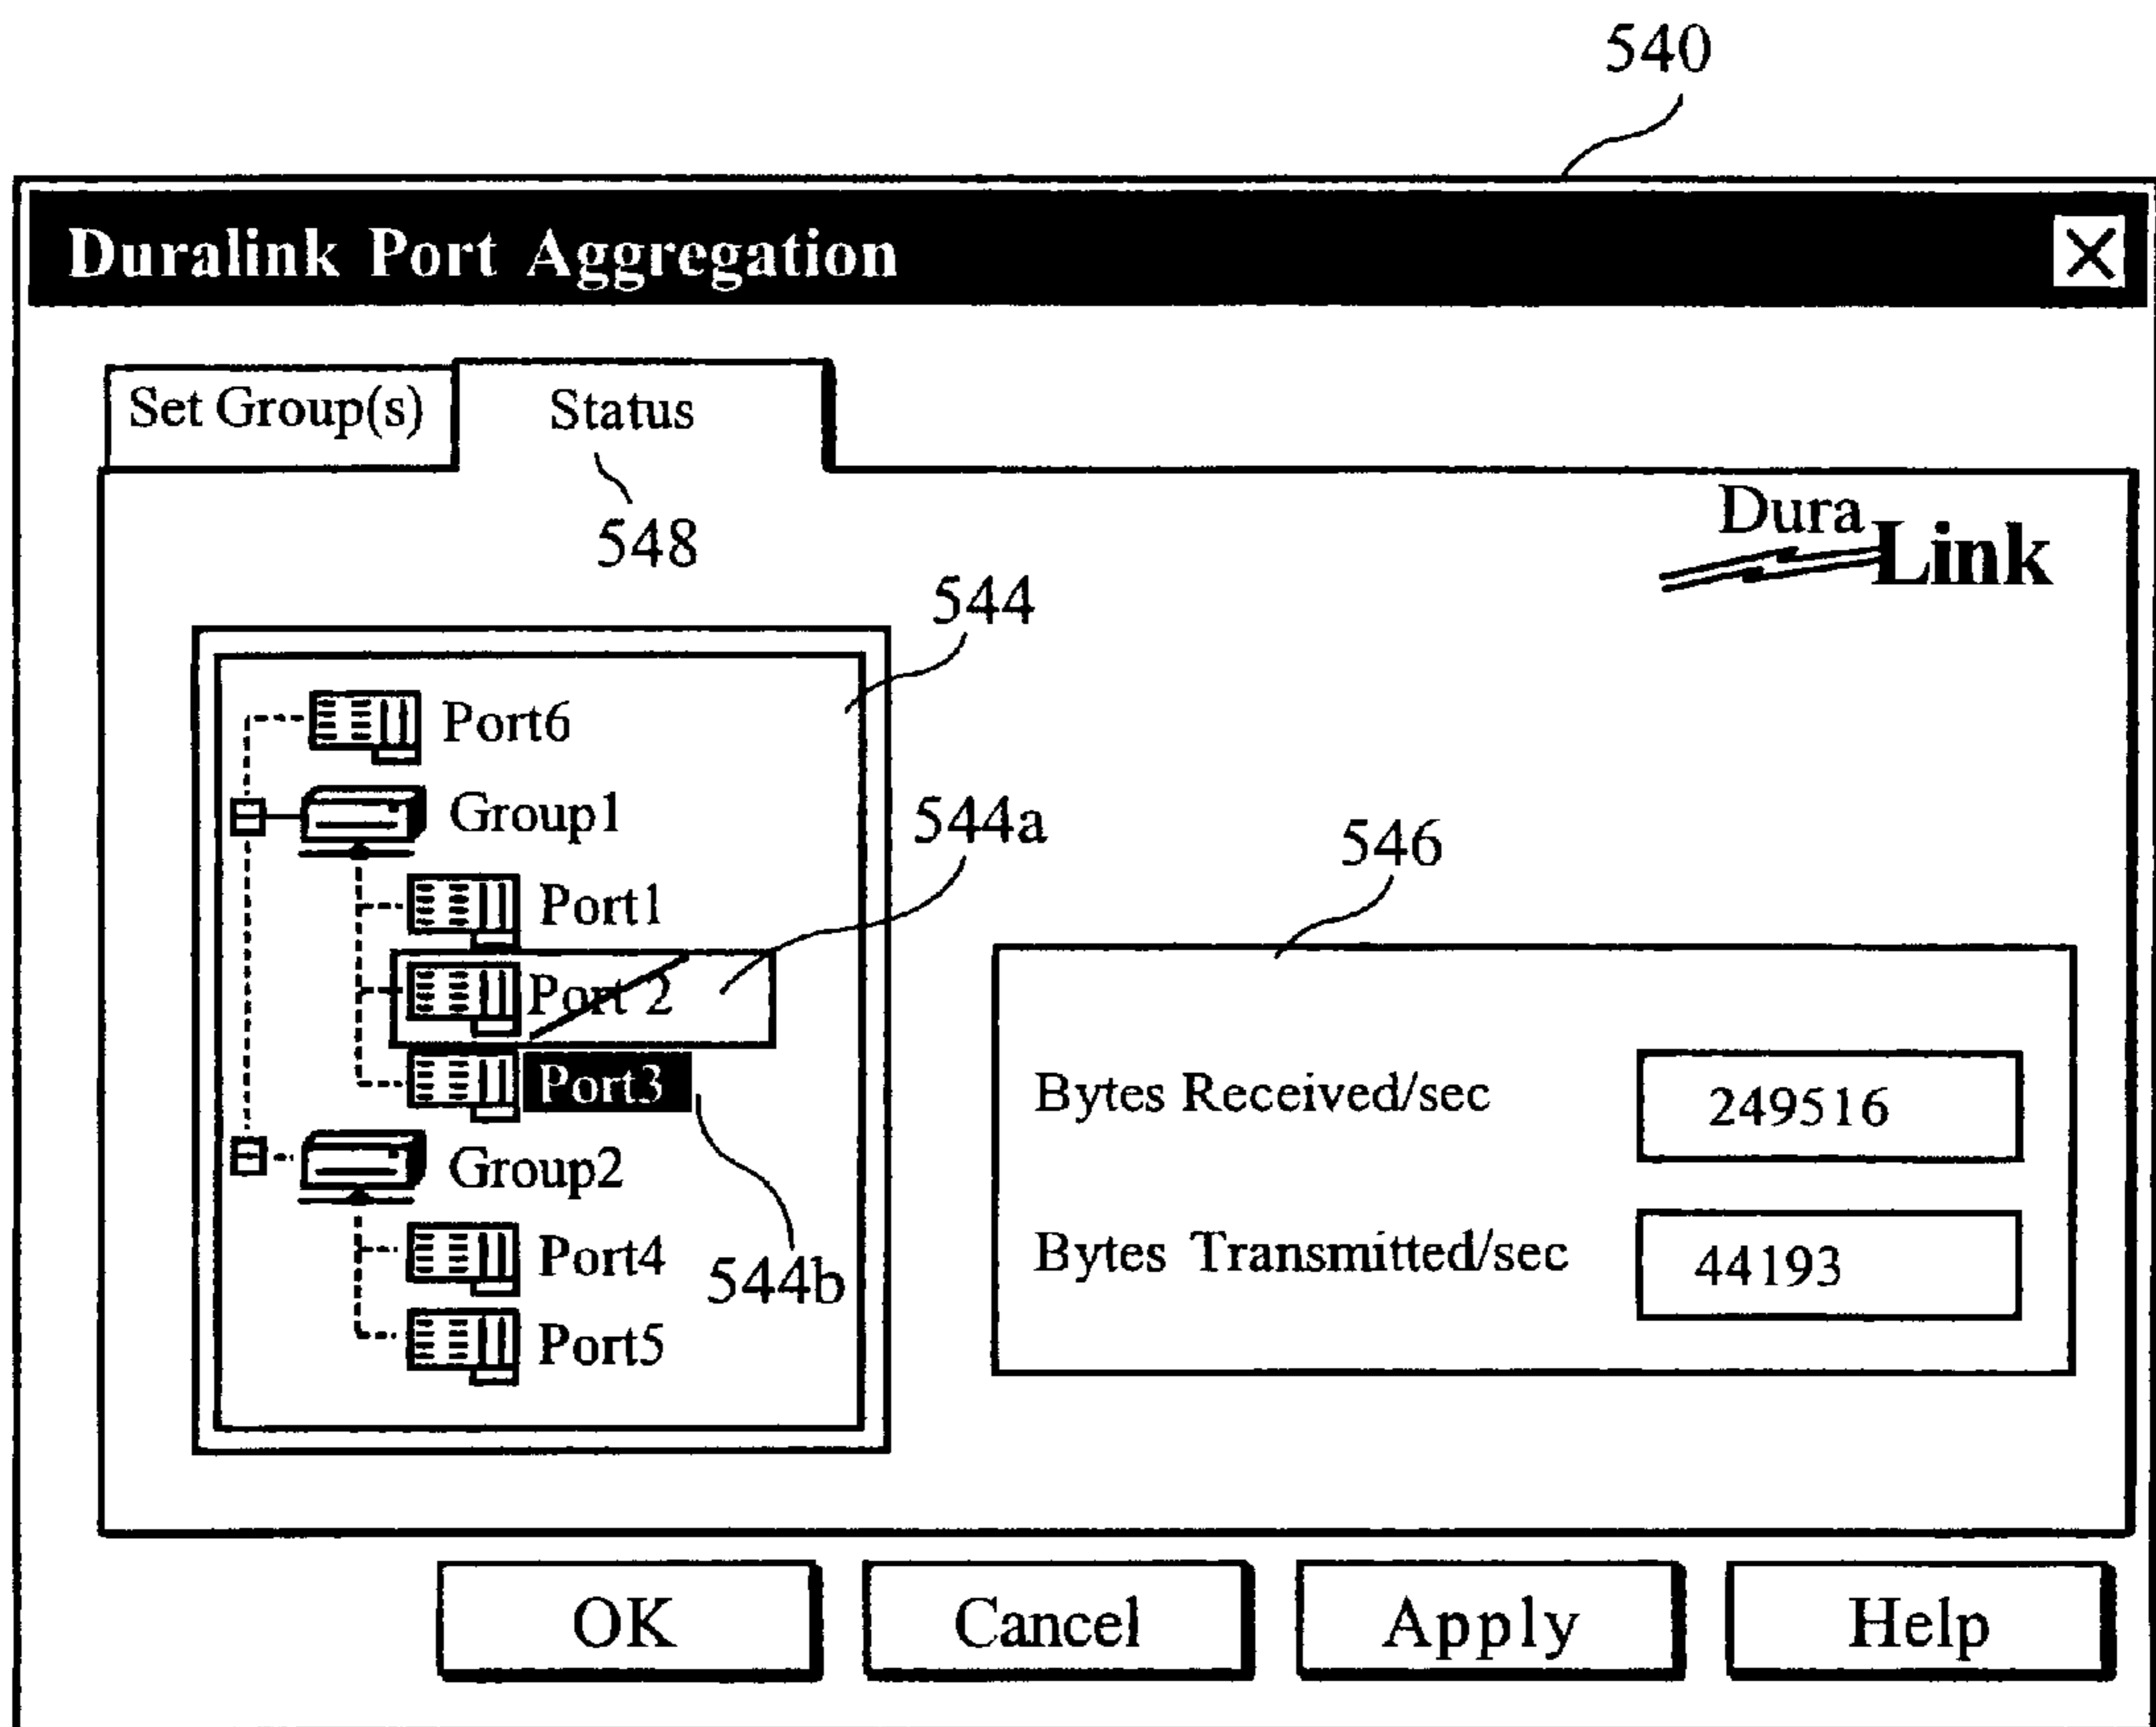 540
Duralink Port Aggregation
Set Group(s)
Status
548
Dura
Link
544
Port6
Group1
544a
Port1
546
Port 2
Port3
Bytes Received/sec
249516
Group2
Port4
544b
Bytes Transmitted/sec
44193
Port5
OK
Cancel
Apply
Help